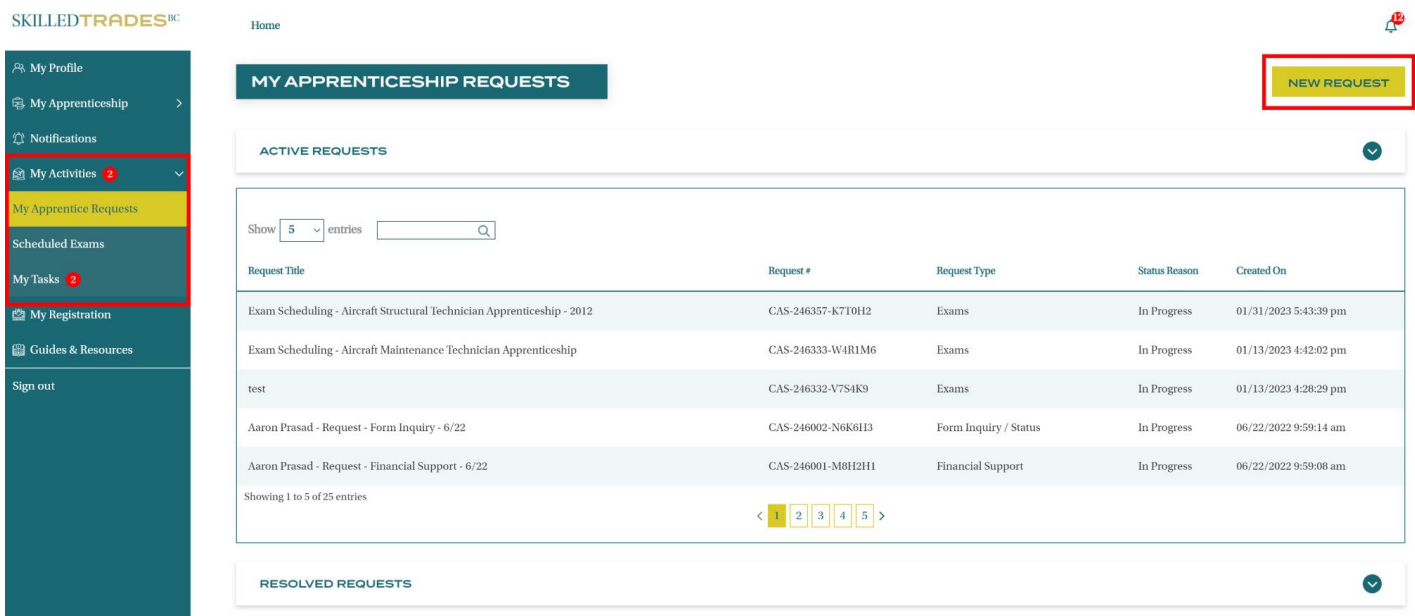 SKILLEDTRADESBC
Home
12
My Profile
My Apprenticeship
Notifications
My Activities 2
My Apprentice Requests
Scheduled Exams
My Tasks 2
My Registration
Guides & Resources
Sign out
MY APPRENTICESHIP REQUESTS
NEW REQUEST
ACTIVE REQUESTS
Show 5 entries
Request Title Request # Request Type Status Reason Created On
Exam Scheduling - Aircraft Structural Technician Apprenticeship - 2012 CAS-246357-K7T0H2 Exams In Progress 01/31/2023 5:43:39 pm
Exam Scheduling - Aircraft Maintenance Technician Apprenticeship CAS-246333-W4R1M6 Exams In Progress 01/13/2023 4:42:02 pm
test CAS-246332-V7S4K9 Exams In Progress 01/13/2023 4:28:29 pm
Aaron Prasad - Request - Form Inquiry - 6/22 CAS-246002-N6K6H3 Form Inquiry / Status In Progress 06/22/2022 9:59:14 am
Aaron Prasad - Request - Financial Support - 6/22 CAS-246001-M8H2H1 Financial Support In Progress 06/22/2022 9:59:08 am
Showing 1 to 5 of 25 entries
< 1 2 3 4 5 >
RESOLVED REQUESTS